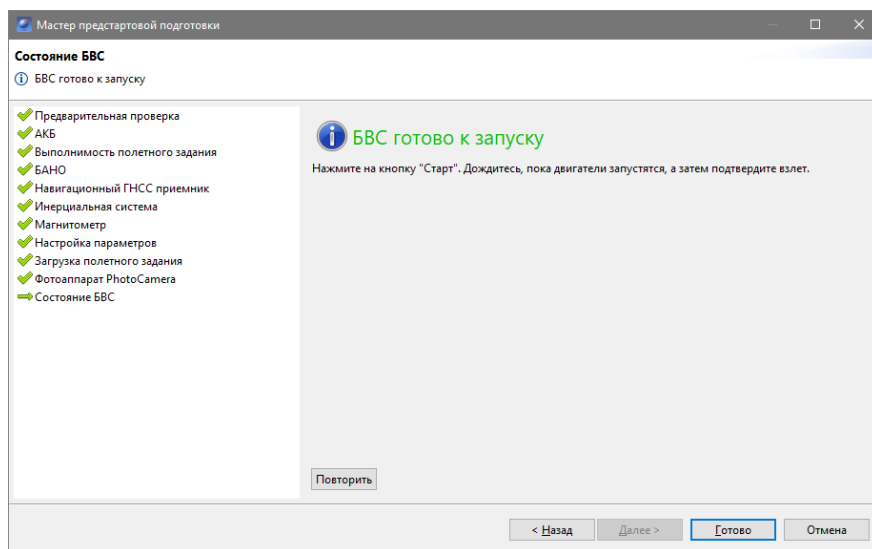 Мастер предстартовой подготовки
Состояние БВС
БВС готово к запуску
Предварительная проверка
АКБ
Выполнимость полетного задания
БАНО
Навигационный ГНСС приемник
Инерциальная система
Магнитометр
Настройка параметров
Загрузка полетного задания
Фотоаппарат PhotoCamera
Состояние БВС
БВС готово к запуску
Нажмите на кнопку "Старт". Дождитесь, пока двигатели запустятся, а затем подтвердите взлет.
Повторить
< Назад
Далее >
Готово
Отмена